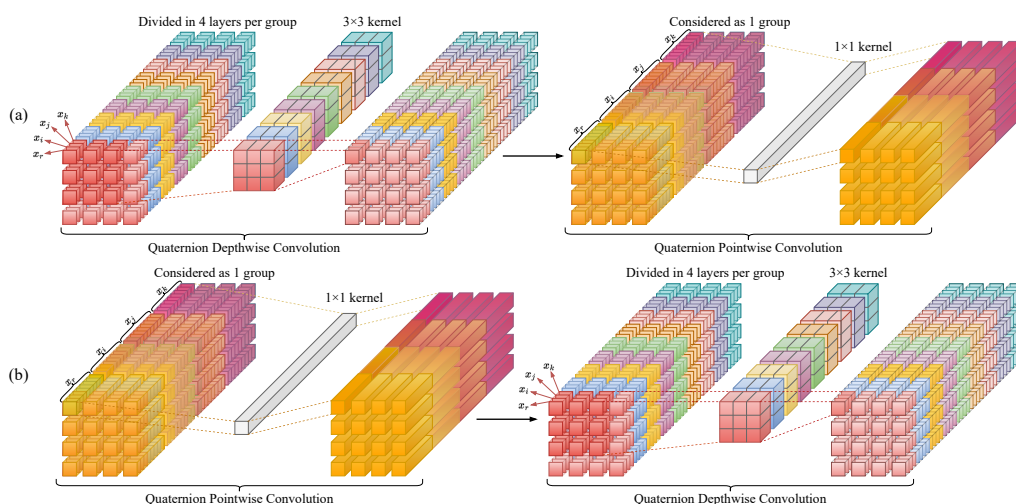 Divided in 4 layers per group
3×3 kernel
Considered as 1 group
1×1 kernel
(a)
x_k
x_j
x_i
x_r
x_k
x_j
x_i
x_r
Quaternion Depthwise Convolution
Quaternion Pointwise Convolution
Considered as 1 group
1×1 kernel
Divided in 4 layers per group
3×3 kernel
(b)
x_k
x_j
x_i
x_r
x_k
x_j
x_i
x_r
Quaternion Pointwise Convolution
Quaternion Depthwise Convolution